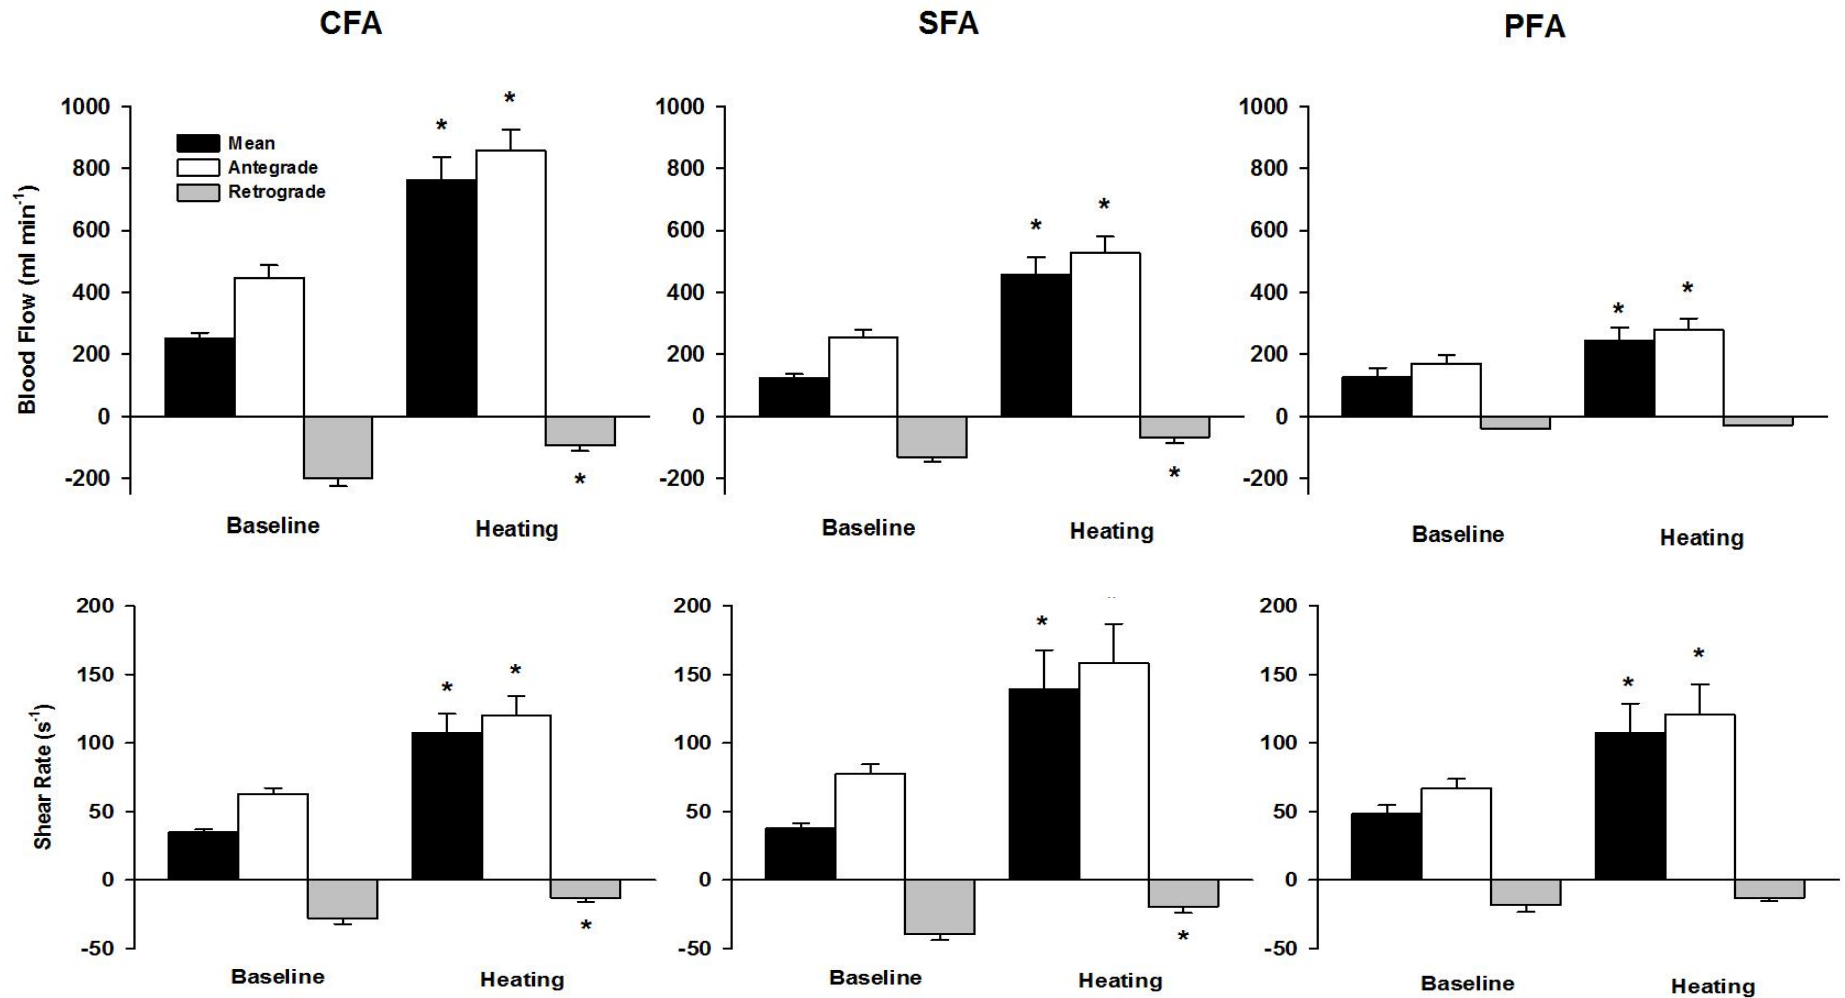 CFA SFA PFA
1000 1000 1000
* *
Mean
Antegrade
Retrograde
800 800 800
600 * * 600 600
400 400 * * 400
200 200 200
0 0 0
-200 * -200 * -200
Blood Flow (ml min-1)
Baseline Heating Baseline Heating Baseline Heating
200 200 200
150 * * 150 * 150 * *
100 100 100
50 50 50
0 0 0
-50 * -50 * -50
Shear Rate (s-1)
Baseline Heating Baseline Heating Baseline Heating